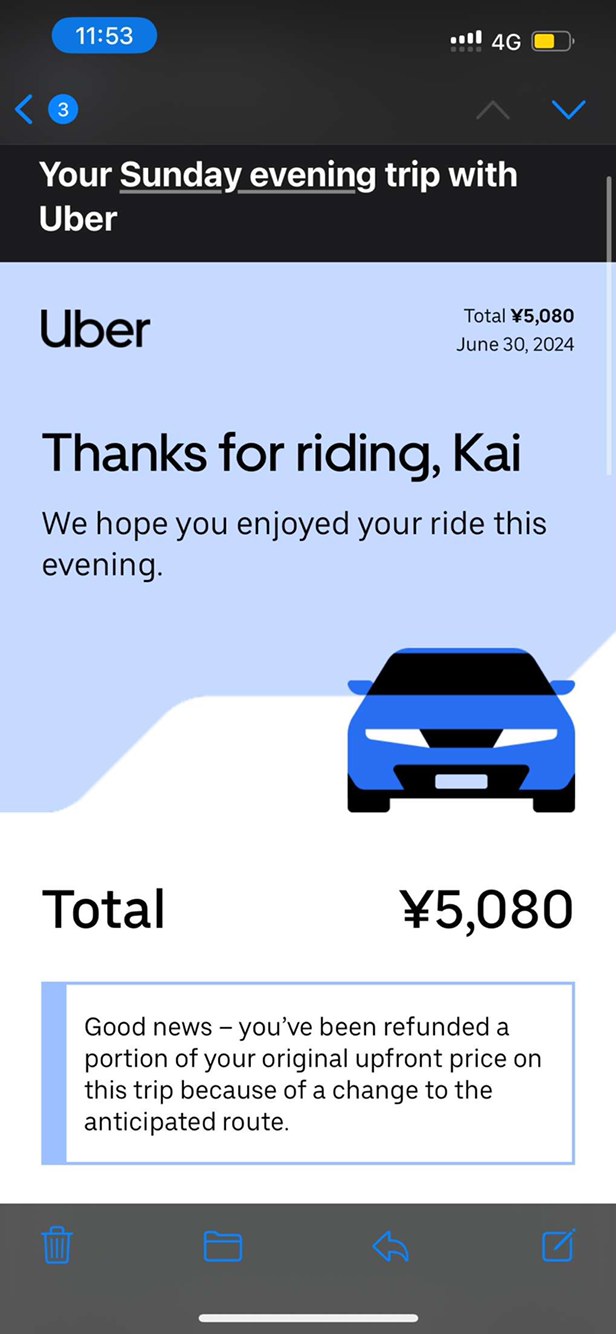 11:53
4G
3
Your Sunday evening trip with
Uber
Uber
Total ¥5,080
June 30, 2024
Thanks for riding, Kai
We hope you enjoyed your ride this
evening.
Total ¥5,080
Good news – you’ve been refunded a
portion of your original upfront price on
this trip because of a change to the
anticipated route.